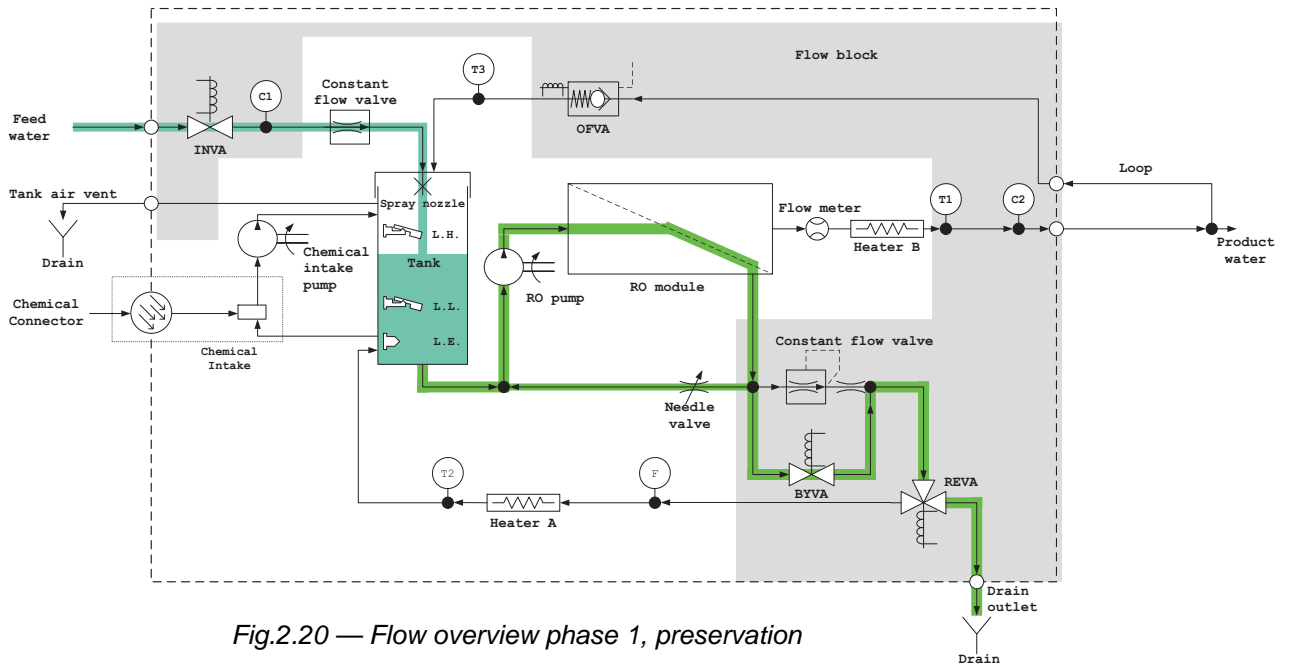 Flow block
T3
Constant
flow valve
C1
Feed
water
INVA
OFVA
Loop
Tank air vent
Spray nozzle
T1
C2
Flow meter
L.H.
Product
water
Heater B
Drain
Chemical
intake
pump
Tank
RO pump
RO module
Chemical
Connector
L.L.
L.E.
Constant flow valve
Chemical
Intake
Needle
valve
T2
F
BYVA
REVA
Heater A
Drain
outlet
Fig.2.20 — Flow overview phase 1, preservation
Drain